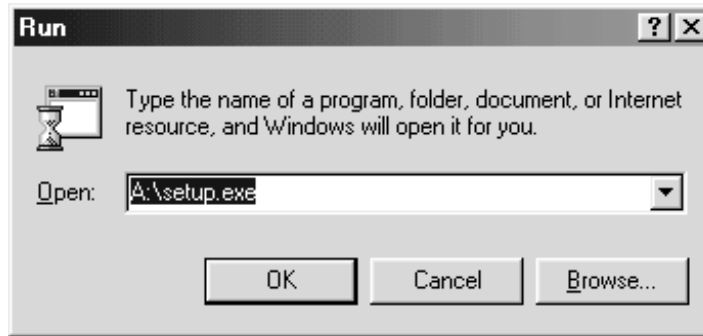 Run
Type the name of a program, folder, document, or Internet
resource, and Windows will open it for you.
Open: A:\setup.exe
OK Cancel Browse...